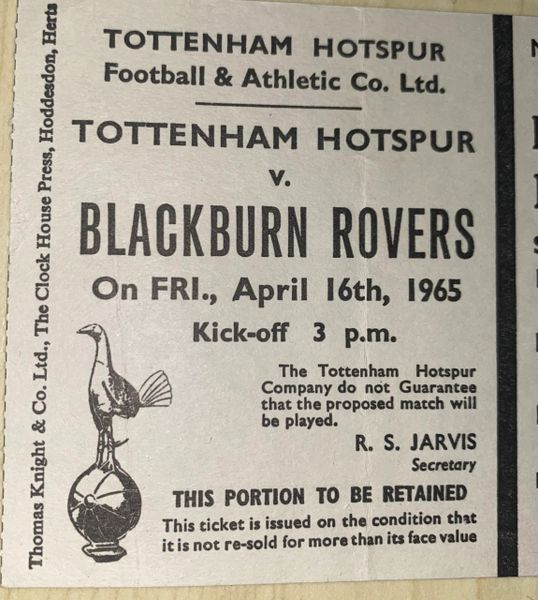 TOTTENHAM HOTSPUR
Football & Athletic Co. Ltd.
TOTTENHAM HOTSPUR
v.
BLACKBURN ROVERS
On FRI., April 16th, 1965
Kick-off 3 p.m.
The Tottenham Hotspur
Company do not Guarantee
that the proposed match will
be played.
R. S. JARVIS
Secretary
THIS PORTION TO BE RETAINED
This ticket is issued on the condition that
it is not re-sold for more than its face value
Thomas Knight & Co. Ltd., The Clock House Press, Hoddesdon, Herts